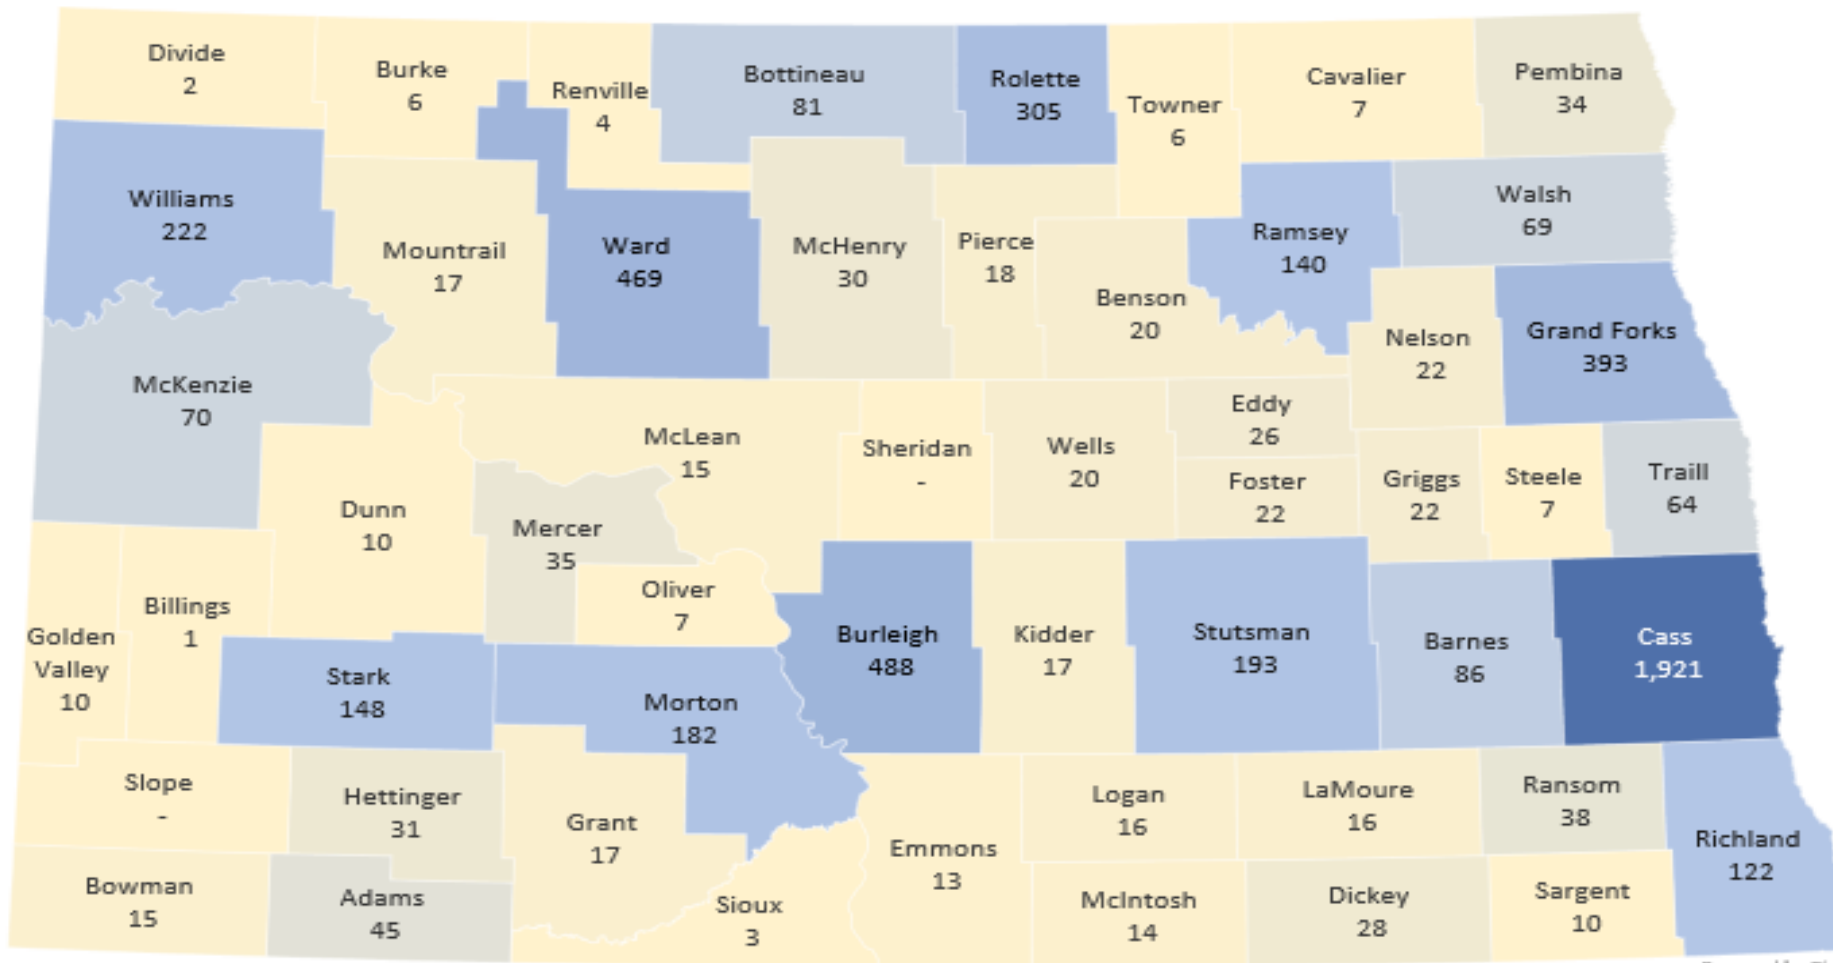 Divide
2
Burke
6
Renville
4
Bottineau
81
Rolette
305
Towner
6
Cavalier
7
Pembina
34
Williams
222
Mountrail
17
Ward
469
McHenry
30
Pierce
18
Benson
20
Ramsey
140
Walsh
69
Nelson
22
Grand Forks
393
McKenzie
70
Dunn
10
McLean
15
Mercer
35
Oliver
7
Sheridan
-
Wells
20
Eddy
26
Foster
22
Griggs
22
Steele
7
Traill
64
Golden
Valley
10
Billings
1
Stark
148
Morton
182
Burleigh
488
Kidder
17
Stutsman
193
Barnes
86
Cass
1,921
Slope
-
Hettinger
31
Grant
17
Bowman
15
Adams
45
Sioux
3
Emmons
13
Logan
16
LaMoure
16
Ransom
38
Richland
122
McIntosh
14
Dickey
28
Sargent
10